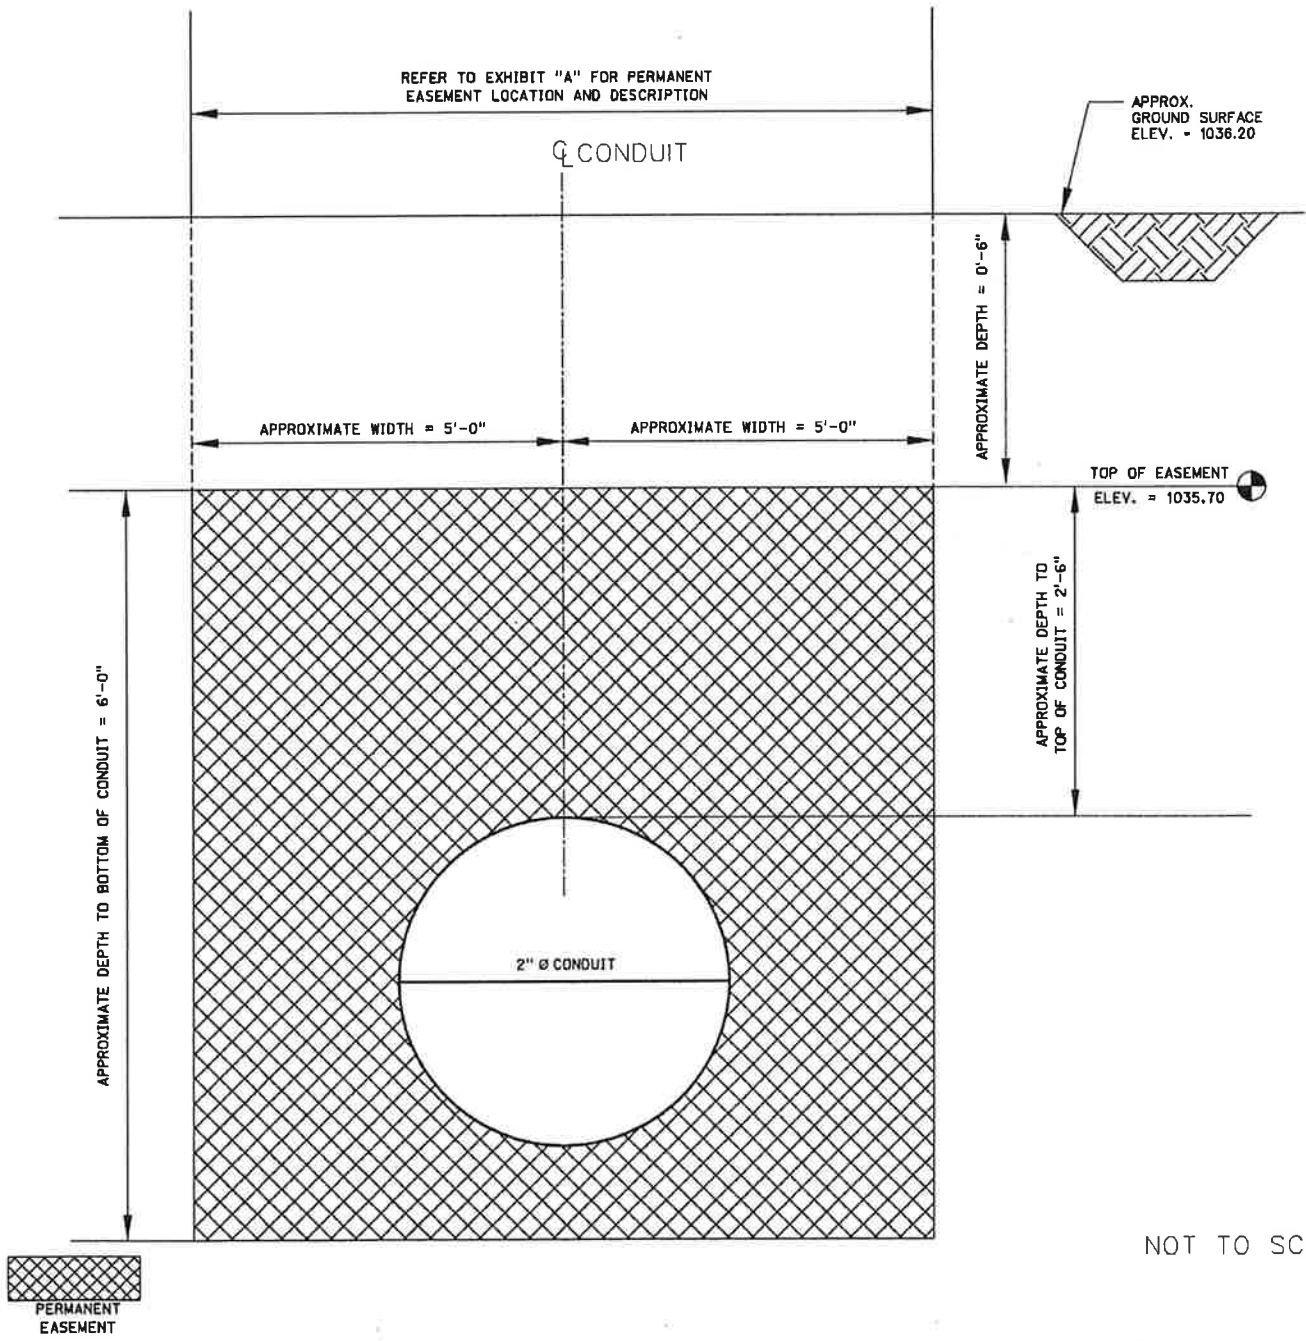 REFER TO EXHIBIT "A" FOR PERMANENT
EASEMENT LOCATION AND DESCRIPTION
℄ CONDUIT
APPROX.
GROUND SURFACE
ELEV. - 1036.20
APPROXIMATE DEPTH = 0'-6"
APPROXIMATE WIDTH = 5'-0"
APPROXIMATE WIDTH = 5'-0"
TOP OF EASEMENT
ELEV. = 1035.70
APPROXIMATE DEPTH TO
TOP OF CONDUIT = 2'-6"
APPROXIMATE DEPTH TO BOTTOM OF CONDUIT = 6'-0"
2" Ø CONDUIT
NOT TO SC
PERMANENT
EASEMENT